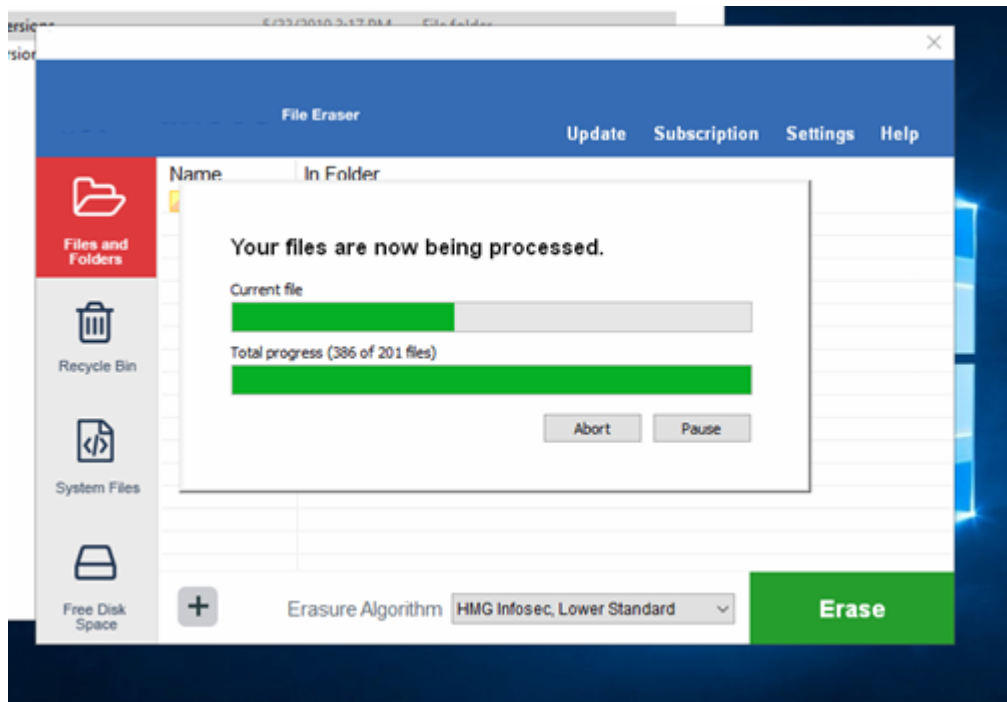 File folder
File Eraser
Update Subscription Settings Help
Name In Folder
Files and
Folders
Your files are now being processed.
Current file
Total progress (386 of 201 files)
Abort Pause
Recycle Bin
System Files
Free Disk
Space
+
Erasure Algorithm HMG Infosec, Lower Standard
Erase